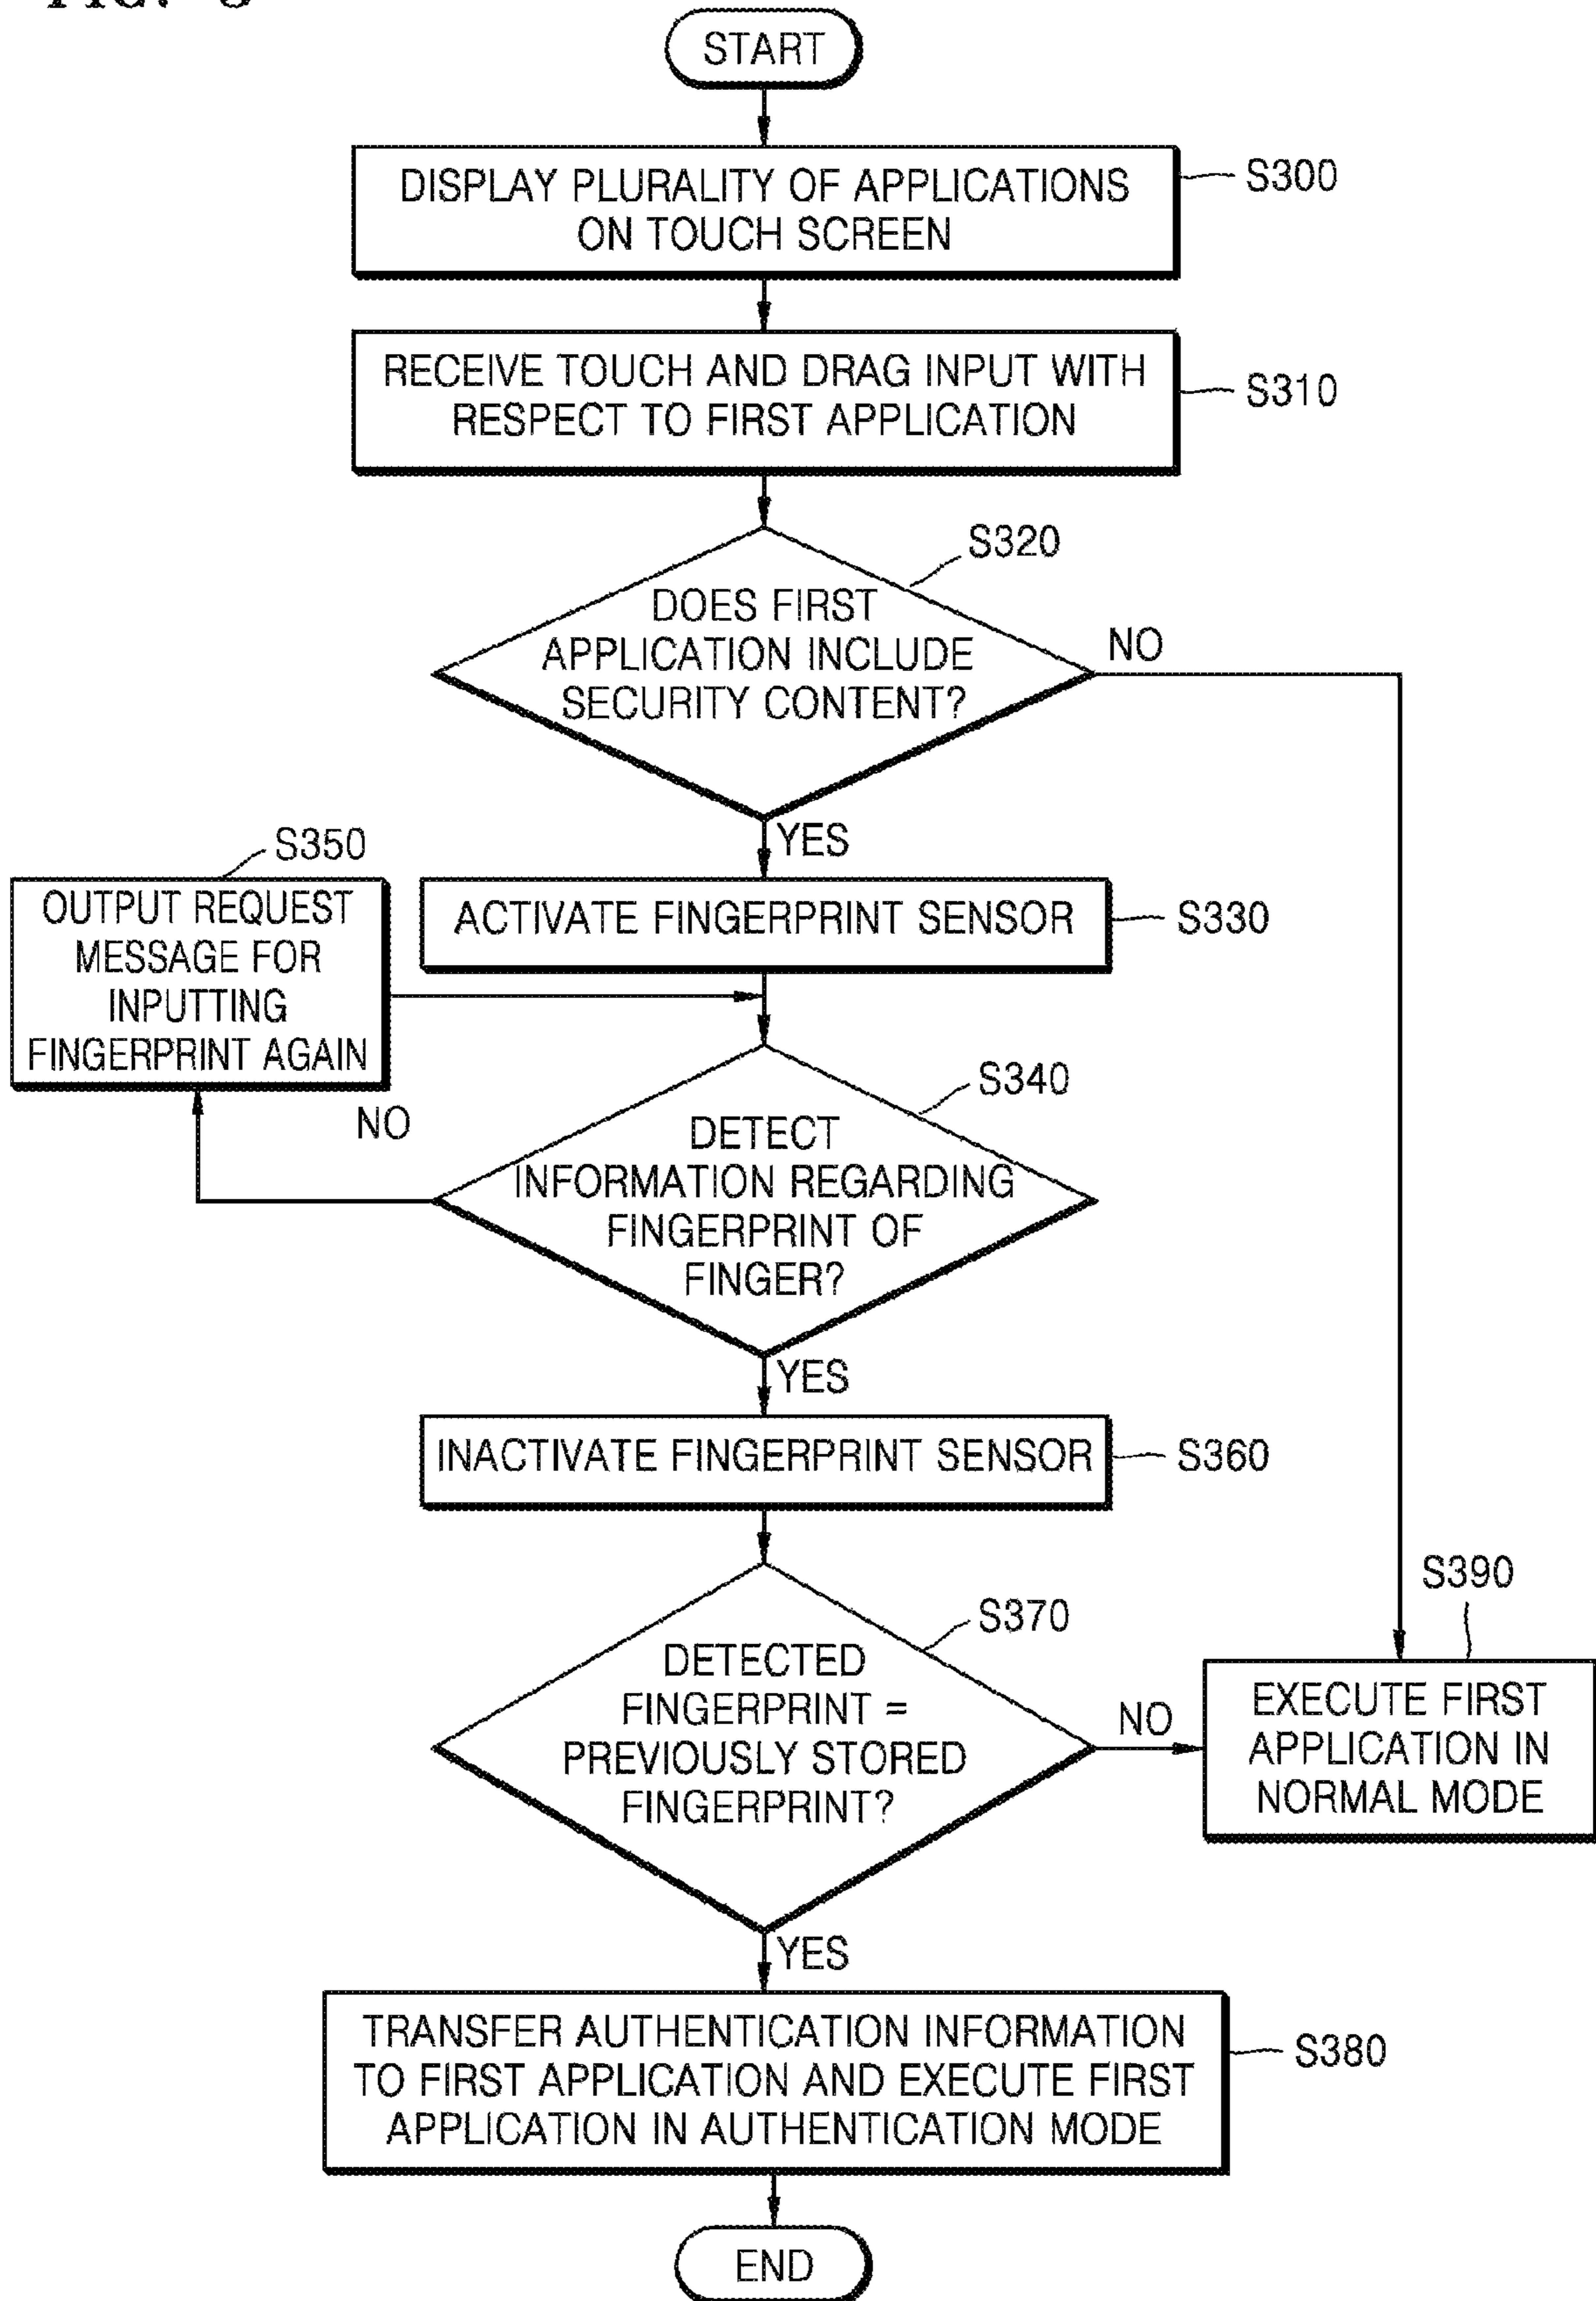 START
DISPLAY PLURALITY OF APPLICATIONS
ON TOUCH SCREEN
S300
RECEIVE TOUCH AND DRAG INPUT WITH
RESPECT TO FIRST APPLICATION
S310
S320
DOES FIRST
APPLICATION INCLUDE
SECURITY CONTENT?
NO
YES
S350
OUTPUT REQUEST
MESSAGE FOR
INPUTTING
FINGERPRINT AGAIN
ACTIVATE FINGERPRINT SENSOR
S330
S340
NO
DETECT
INFORMATION REGARDING
FINGERPRINT OF
FINGER?
YES
INACTIVATE FINGERPRINT SENSOR
S360
S370
DETECTED
FINGERPRINT =
PREVIOUSLY STORED
FINGERPRINT?
NO
S390
EXECUTE FIRST
APPLICATION IN
NORMAL MODE
YES
TRANSFER AUTHENTICATION INFORMATION
TO FIRST APPLICATION AND EXECUTE FIRST
APPLICATION IN AUTHENTICATION MODE
S380
END